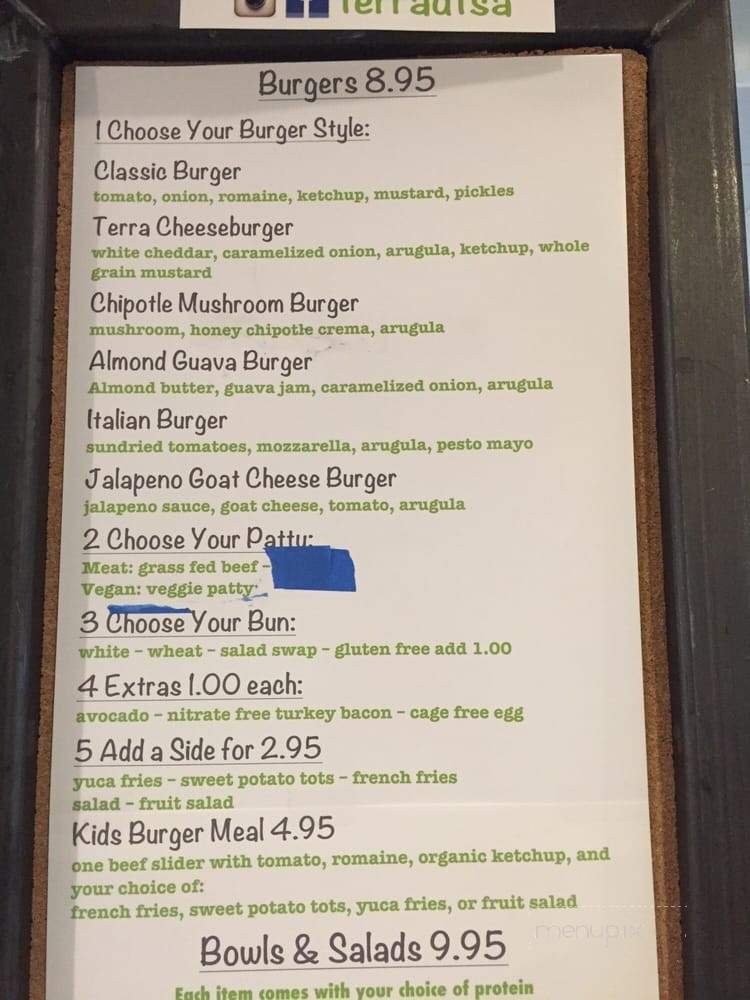 Burgers 8.95
1 Choose Your Burger Style:
Classic Burger
tomato, onion, romaine, ketchup, mustard, pickles
Terra Cheeseburger
white cheddar, caramelized onion, arugula, ketchup, whole
grain mustard
Chipotle Mushroom Burger
mushroom, honey chipotle crema, arugula
Almond Guava Burger
Almond butter, guava jam, caramelized onion, arugula
Italian Burger
sundried tomatoes, mozzarella, arugula, pesto mayo
Jalapeno Goat Cheese Burger
jalapeno sauce, goat cheese, tomato, arugula
2 Choose Your Patty:
Meat: grass fed beef -
Vegan: veggie patty
3 Choose Your Bun:
white - wheat - salad swap - gluten free add 1.00
4 Extras 1.00 each:
avocado - nitrate free turkey bacon - cage free egg
5 Add a Side for 2.95
yuca fries - sweet potato tots - french fries
salad - fruit salad
Kids Burger Meal 4.95
one beef slider with tomato, romaine, organic ketchup, and
your choice of:
french fries, sweet potato tots, yuca fries, or fruit salad
menupix
Bowls & Salads 9.95
Each item comes with your choice of protein